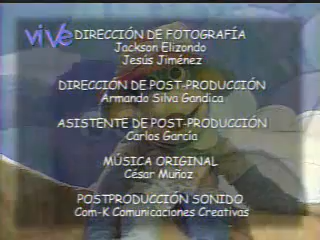 vive
DIRECCIÓN DE FOTOGRAFÍA
Jackson Elizondo
Jesús Jiménez
DIRECCIÓN DE POST-PRODUCCIÓN
Armando Silva Gandica
ASISTENTE DE POST-PRODUCCIÓN
Carlos García
MÚSICA ORIGINAL
César Muñoz
POSTPRODUCCIÓN SONIDO
Com-K Comunicaciones Creativas